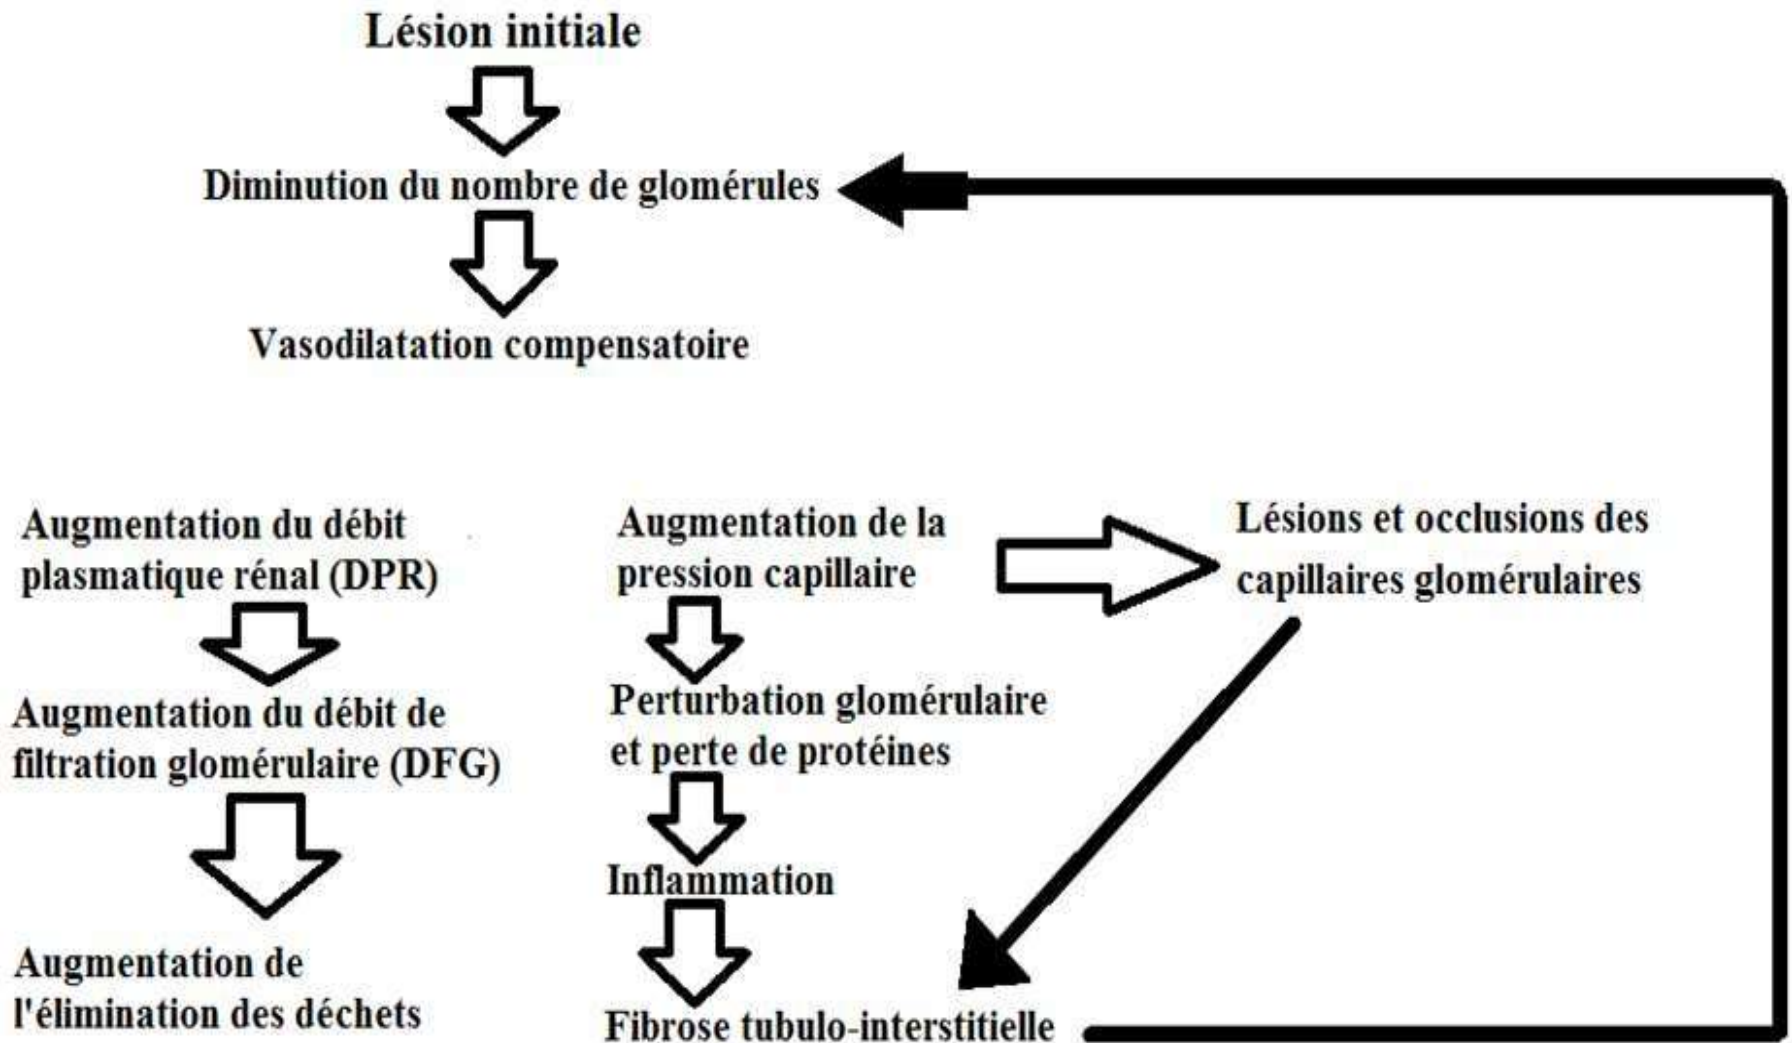 Lésion initiale
Diminution du nombre de glomérules
Vasodilatation compensatoire
Augmentation du débit
plasmatique rénal (DPR)
Augmentation du débit de
filtration glomérulaire (DFG)
Augmentation de
l'élimination des déchets
Augmentation de la
pression capillaire
Perturbation glomérulaire
et perte de protéines
Inflammation
Fibrose tubulo-interstitielle
Lésions et occlusions des
capillaires glomérulaires